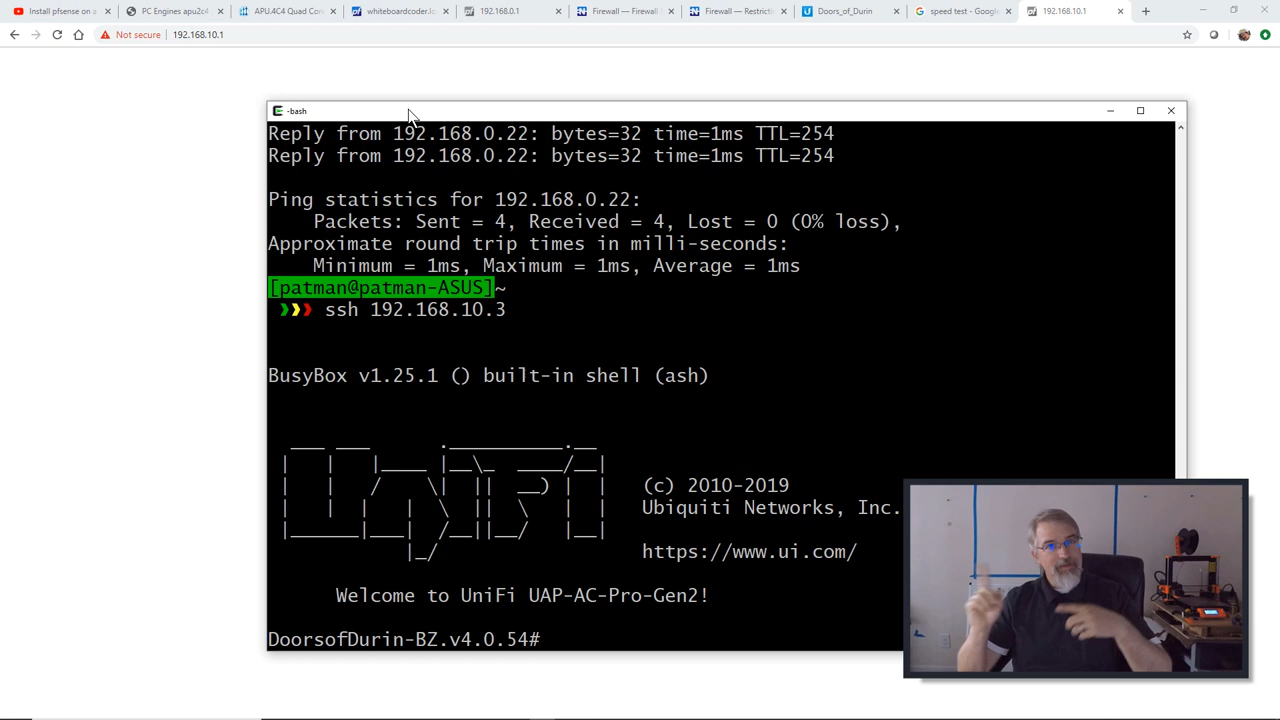 Install pfsense on a
PC Engines apu2c4
APU.4C4 Quad Cor
whiteboardcoder.c
192.168.0.1
Firewall — Firewall
Firewall — Restricti
Doors_of_Durin
speed test - Google
192.168.10.1
Not secure
192.168.10.1
-bash
Reply from 192.168.0.22: bytes=32 time=1ms TTL=254
Reply from 192.168.0.22: bytes=32 time=1ms TTL=254
Ping statistics for 192.168.0.22:
Packets: Sent = 4, Received = 4, Lost = 0 (0% loss),
Approximate round trip times in milli-seconds:
Minimum = 1ms, Maximum = 1ms, Average = 1ms
[patman@patman-ASUS]~
❯❯❯ ssh 192.168.10.3
BusyBox v1.25.1 () built-in shell (ash)
UniFi
(c) 2010-2019
Ubiquiti Networks, Inc.
https://www.ui.com/
Welcome to UniFi UAP-AC-Pro-Gen2!
DoorsofDurin-BZ.v4.0.54#